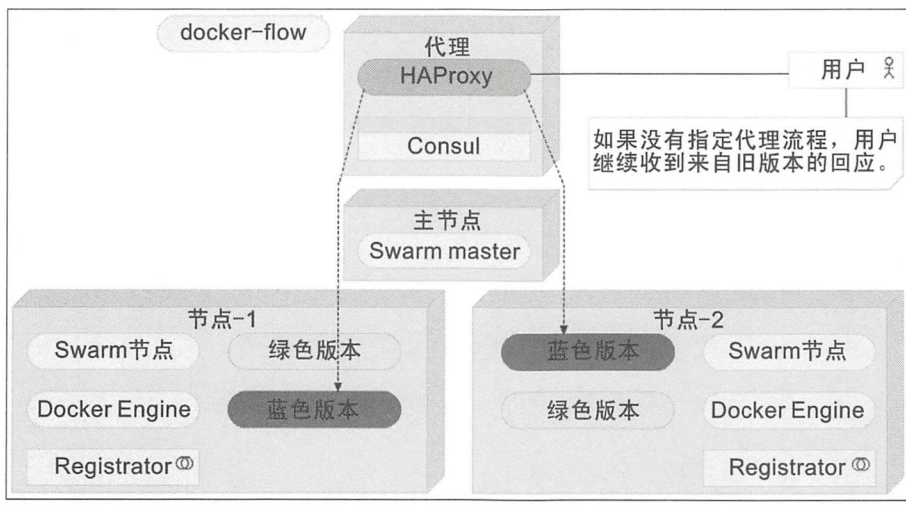 docker-flow
代理
HAProxy
用户
Consul
如果没有指定代理流程，用户
继续收到来自旧版本的回应。
主节点
Swarm master
节点-1
Swarm节点
绿色版本
Docker Engine
蓝色版本
Registrator
节点-2
蓝色版本
Swarm节点
绿色版本
Docker Engine
Registrator